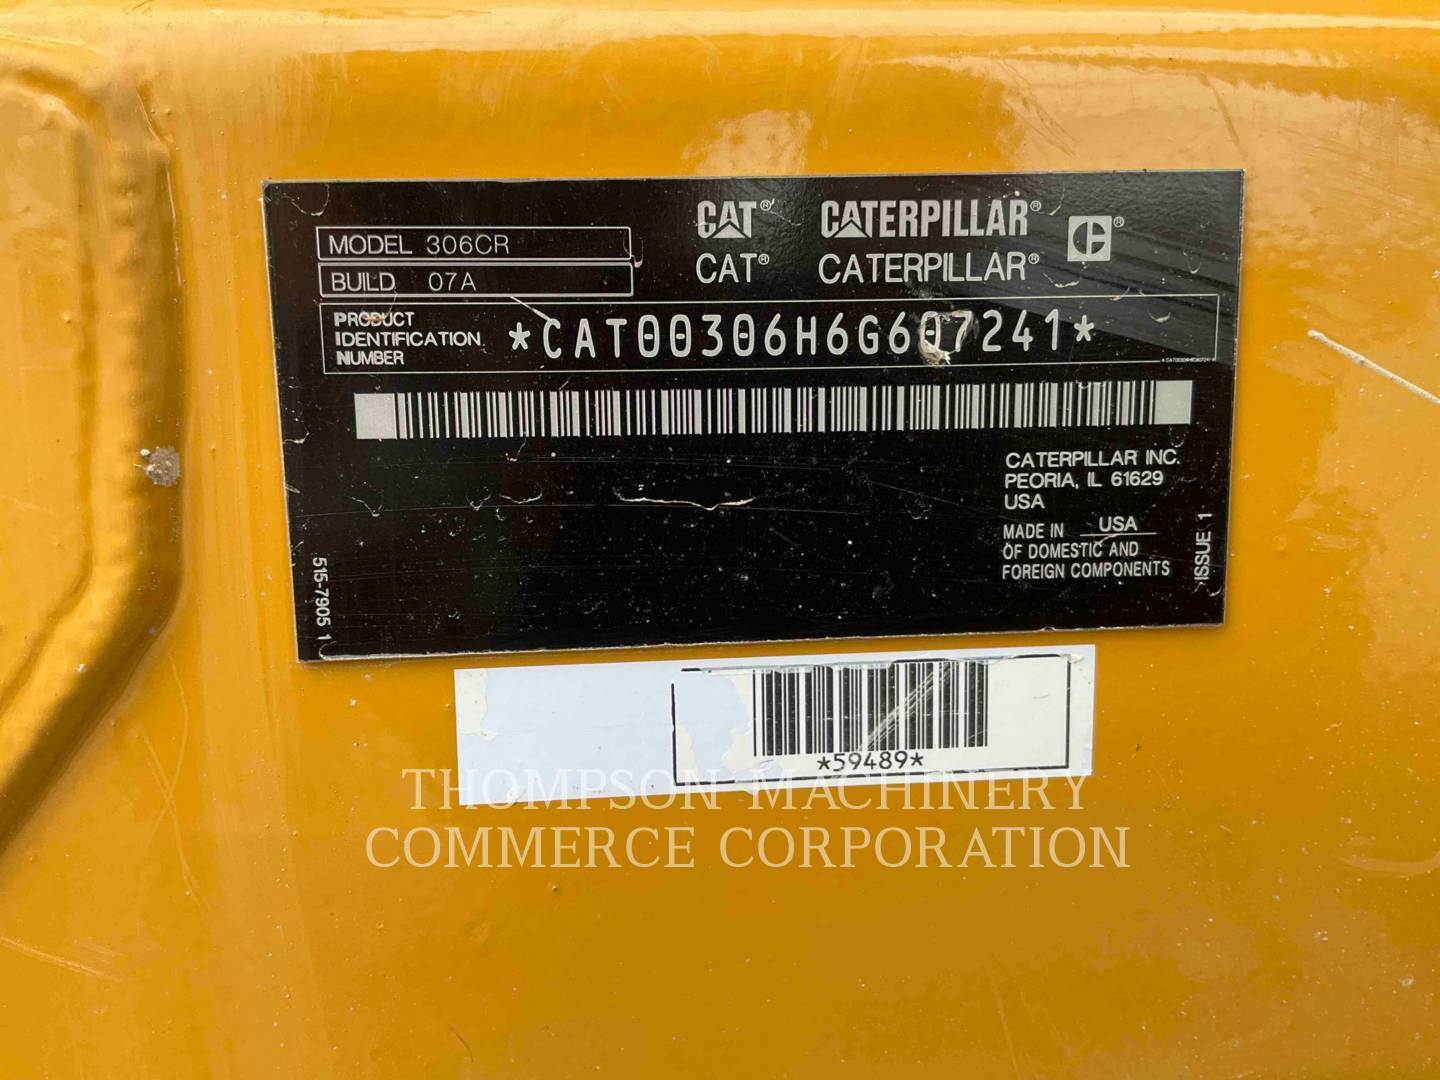 MODEL 306CR
BUILD 07A
CAT® CATERPILLAR®
CAT® CATERPILLAR®
PRODUCT
IDENTIFICATION
NUMBER
*CAT00306H6G607241*
CATERPILLAR INC.
PEORIA, IL 61629
USA
MADE IN USA
OF DOMESTIC AND
FOREIGN COMPONENTS
ISSUE 1
515-7905 1
*59489*
THOMPSON MACHINERY
COMMERCE CORPORATION